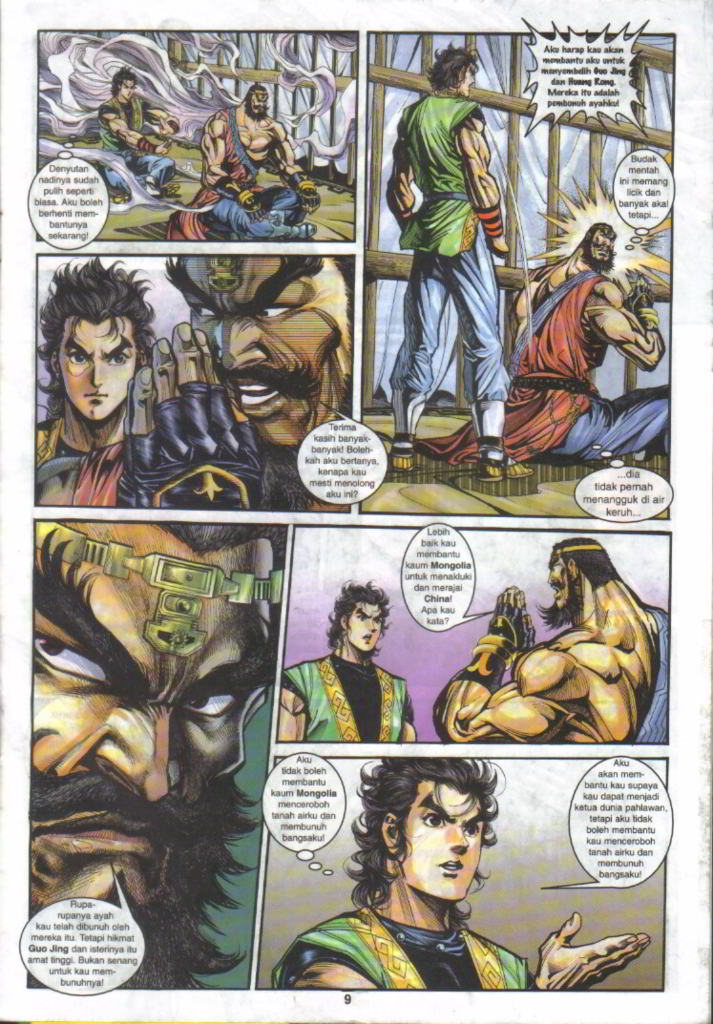 Denyutan
nadinya sudah
pulih seperti
biasa. Aku boleh
berhenti mem-
bantunya
sekarang!
Aku harap kau akan
membantu aku untuk
menyembelih Guo Jing
dan Huang Rong.
Mereka itu adalah
pembunuh ayahku!
Budak
mentah
ini memang
licik dan
banyak akal
tetapi...
...dia
tidak pernah
menangguk di air
keruh...
Terima
kasih banyak-
banyak! Boleh-
kah aku bertanya,
kenapa kau
mesti menolong
aku ini?
Lebih
baik kau
membantu
kaum Mongolia
untuk menakluki
dan merajai
China!
Apa kau
kata?
Rupa-
rupanya ayah
kau telah dibunuh oleh
mereka itu. Tetapi hikmat
Guo Jing dan isterinya itu
amat tinggi. Bukan senang
untuk kau mem-
bunuhnya!
Aku
tidak boleh
membantu
kaum Mongolia
menceroboh
tanah airku dan
membunuh
bangsaku!
Aku
akan mem-
bantu kau supaya
kau dapat menjadi
ketua dunia pahlawan,
tetapi aku tidak
boleh membantu
kau menceroboh
tanah airku dan
membunuh
bangsaku!
9